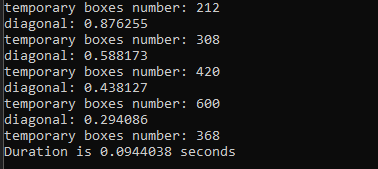 temporary boxes number: 212
diagonal: 0.876255
temporary boxes number: 308
diagonal: 0.588173
temporary boxes number: 420
diagonal: 0.438127
temporary boxes number: 600
diagonal: 0.294086
temporary boxes number: 368
Duration is 0.0944038 seconds